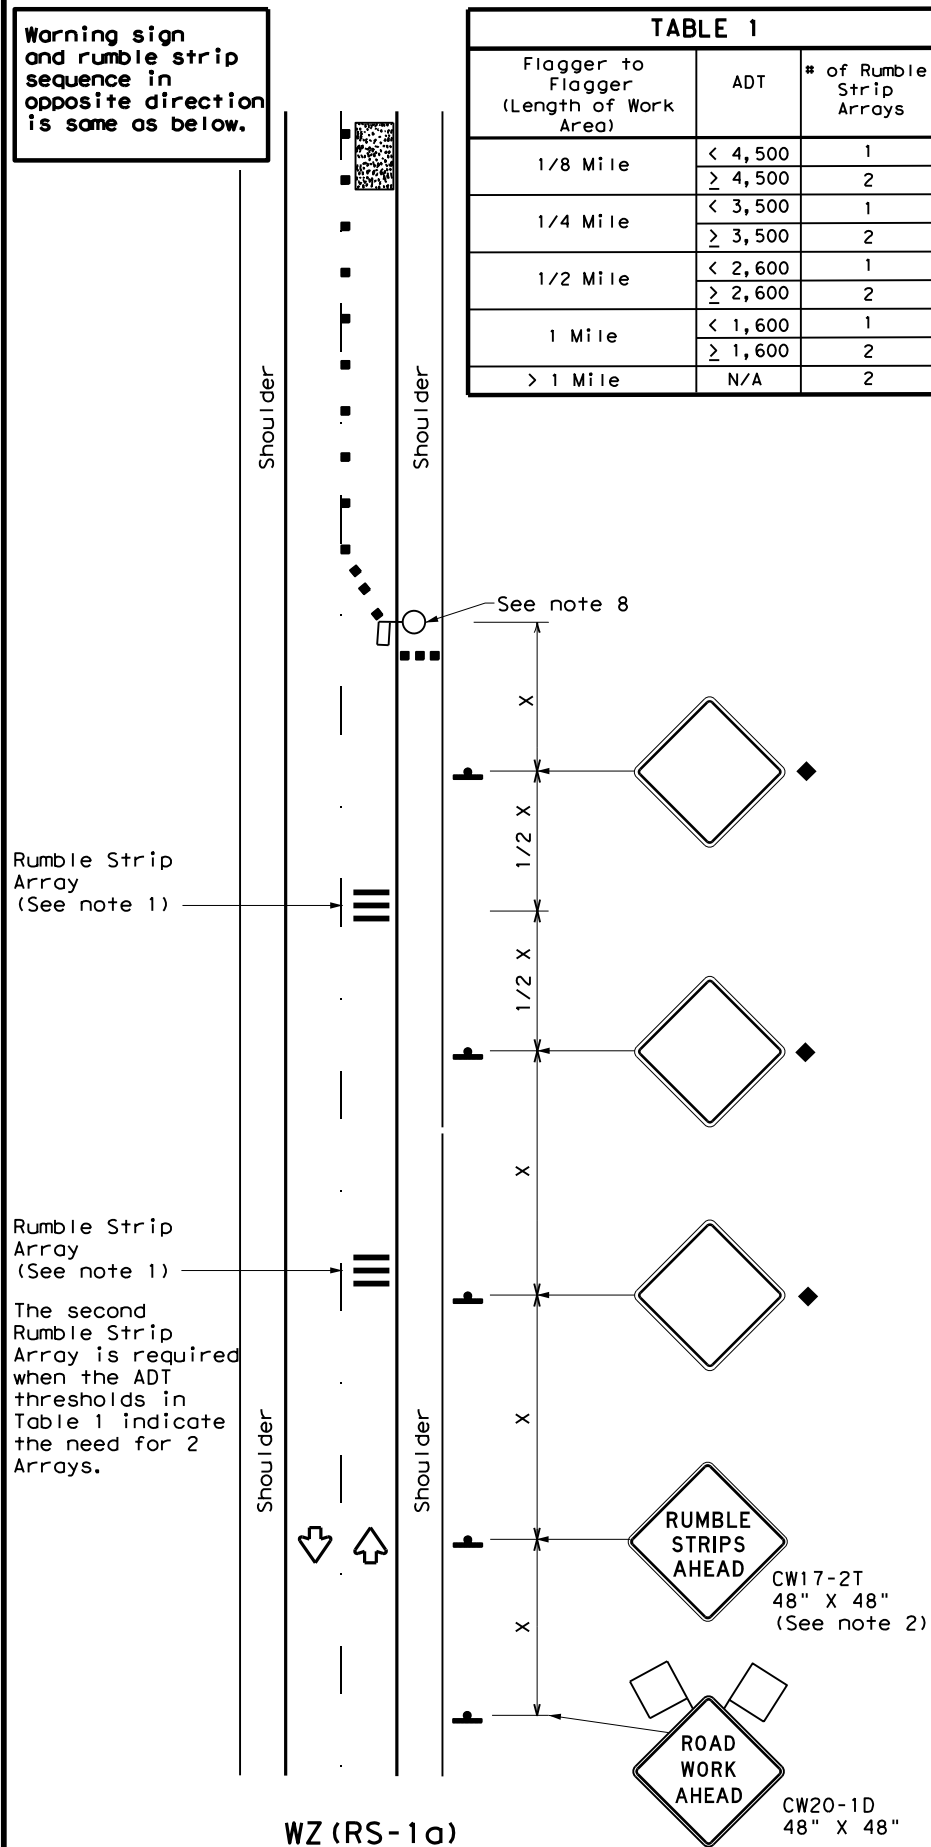 Warning sign
and rumble strip
sequence in
opposite direction
is same as below.
TABLE 1
Flagger to
Flagger
(Length of Work
Area)
ADT
# of Rumble
Strip
Arrays
1/8 Mile
< 4,500
1
≥ 4,500
2
1/4 Mile
< 3,500
1
≥ 3,500
2
1/2 Mile
< 2,600
1
≥ 2,600
2
1 Mile
< 1,600
1
≥ 1,600
2
> 1 Mile
N/A
2
Shoulder
Shoulder
See note 8
X
1/2 X
Rumble Strip
Array
(See note 1)
1/2 X
X
Rumble Strip
Array
(See note 1)
The second
Rumble Strip
Array is required
when the ADT
thresholds in
Table 1 indicate
the need for 2
Arrays.
Shoulder
Shoulder
X
RUMBLE
STRIPS
AHEAD
CW17-2T
48" X 48"
(See note 2)
X
ROAD
WORK
AHEAD
CW20-1D
48" X 48"
WZ(RS-1a)